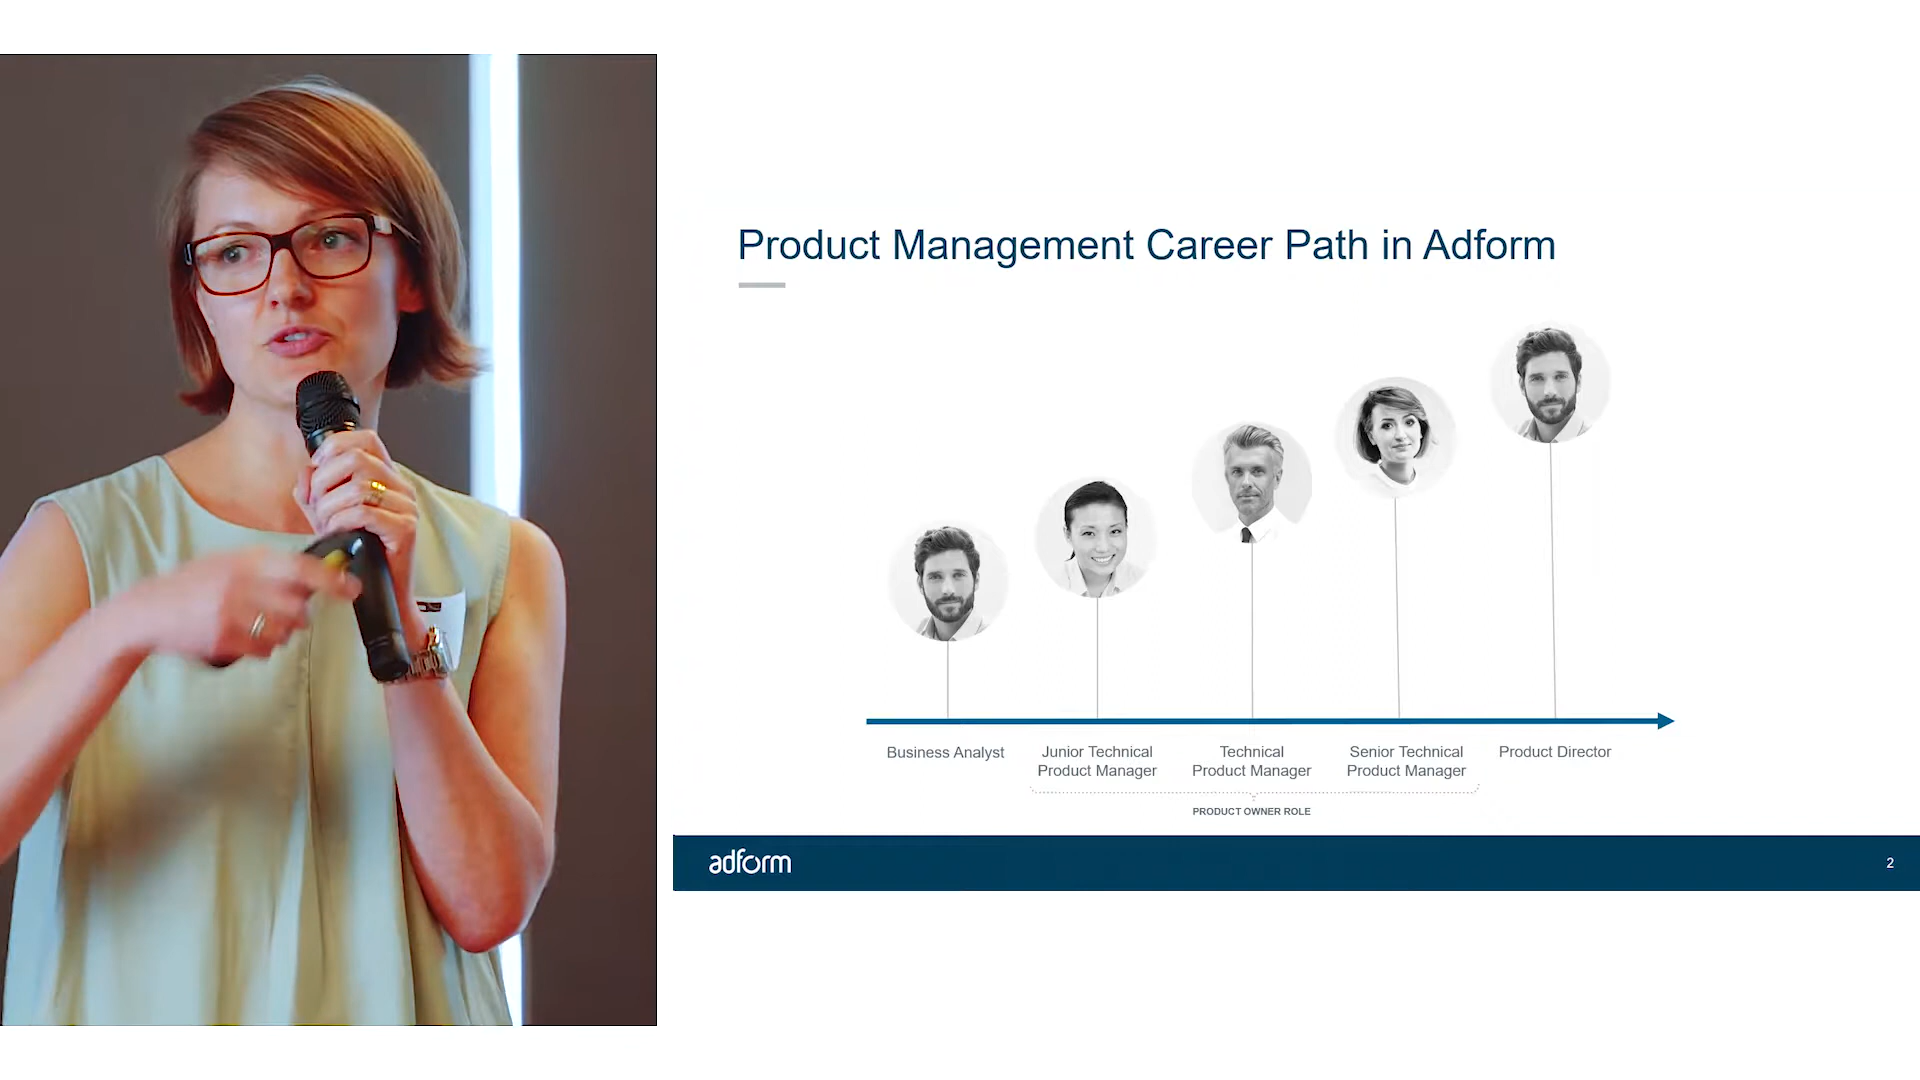 Product Management Career Path in Adform
Business Analyst
Junior Technical
Product Manager
Technical
Product Manager
Senior Technical
Product Manager
Product Director
PRODUCT OWNER ROLE
adform
2